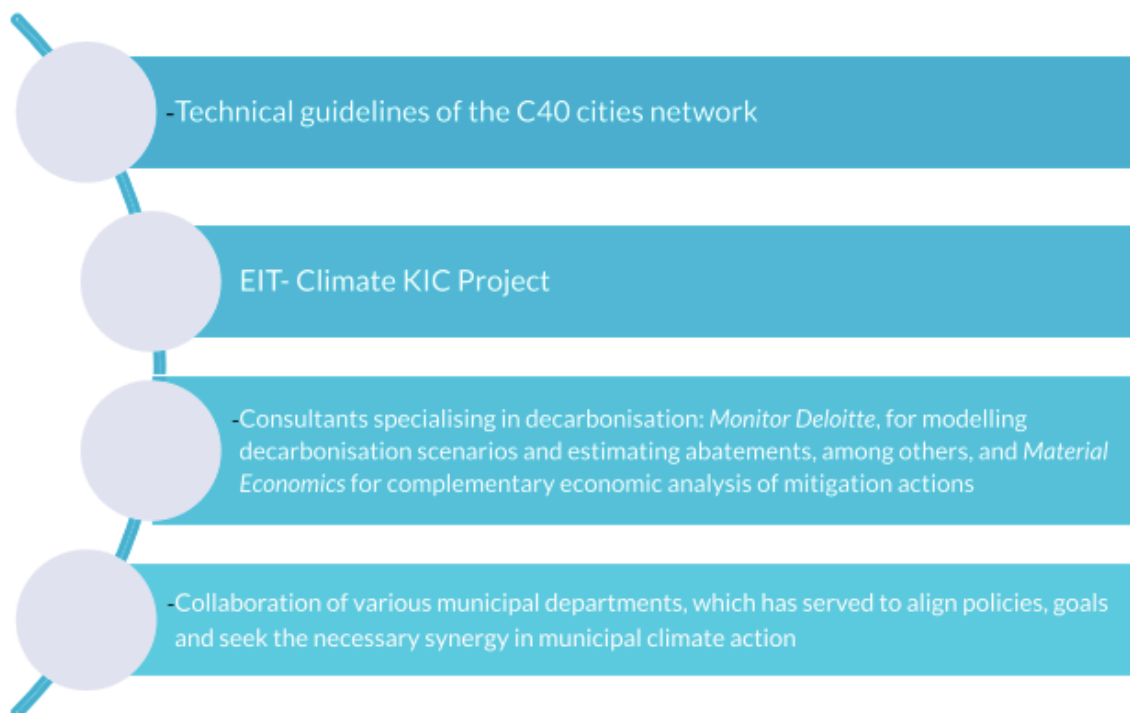 -Technical guidelines of the C40 cities network
EIT- Climate KIC Project
-Consultants specialising in decarbonisation: Monitor Deloitte, for modelling
decarbonisation scenarios and estimating abatements, among others, and Material
Economics for complementary economic analysis of mitigation actions
-Collaboration of various municipal departments, which has served to align policies, goals
and seek the necessary synergy in municipal climate action